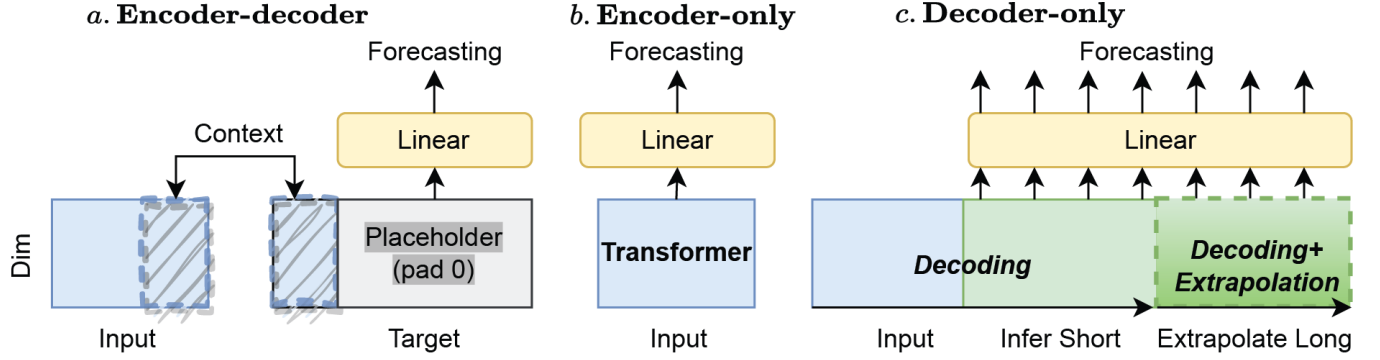 a. Encoder-decoder
b. Encoder-only
c. Decoder-only
Forecasting
Forecasting
Forecasting
Linear
Linear
Linear
Context
Dim
Placeholder
(pad 0)
Transformer
Decoding
Decoding+
Extrapolation
Input
Target
Input
Input
Infer Short
Extrapolate Long